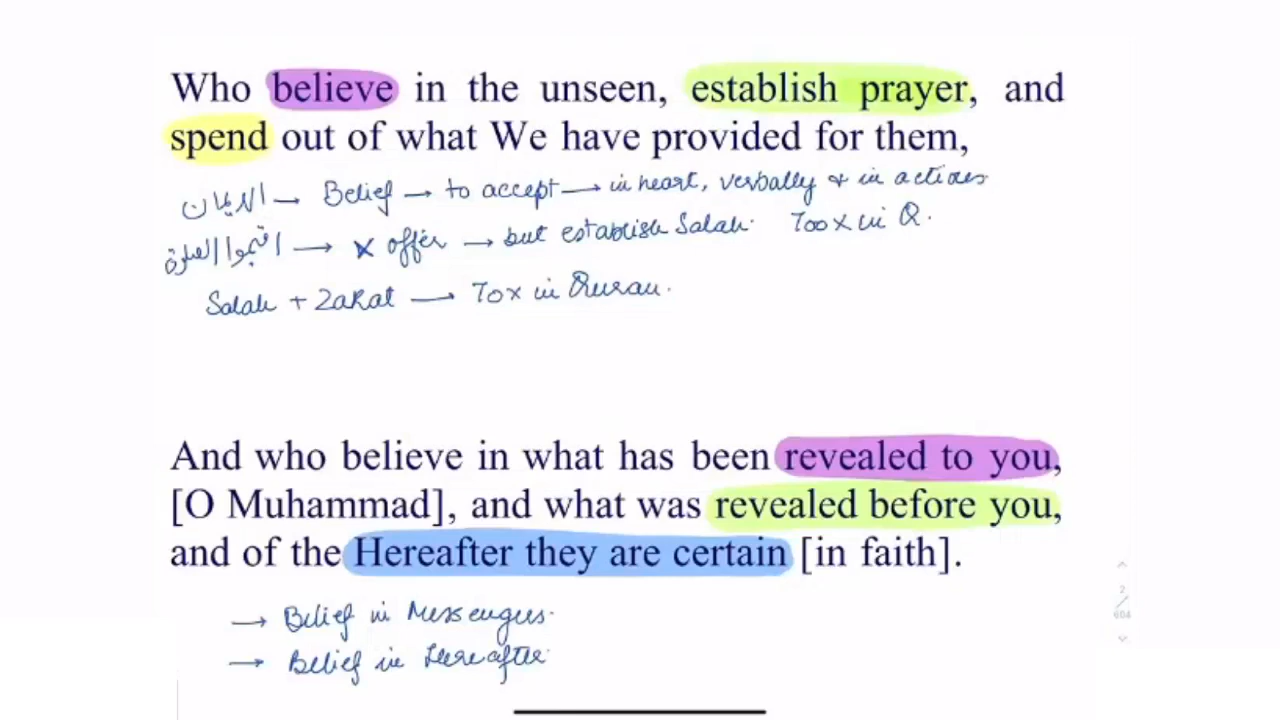 Who believe in the unseen, establish prayer, and
spend out of what We have provided for them,
الايمان → Belief → to accept → in heart, verbally & in actions
اقيموا الصلاة → x offer → but establish Salah. 700x in Q.
Salah + Zakat → 70x in Quran.
And who believe in what has been revealed to you,
[O Muhammad], and what was revealed before you,
and of the Hereafter they are certain [in faith].
→ Belief in Messengers.
→ Belief in Hereafter
2
604